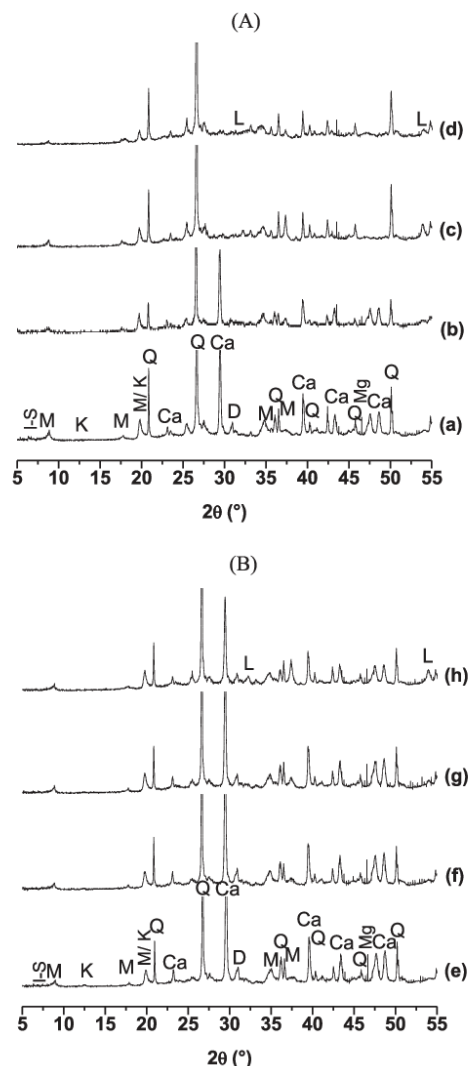 (A)
L L (d)
(c)
(b)
I-S M K M M/ K Q Ca Q Ca D M Q M Ca Q Ca Q Mg Ca Q (a)
5 10 15 20 25 30 35 40 45 50 55
2θ (°)
(B)
L L (h)
(g)
(f)
I-S M K M M/ K Q Ca Q Ca D M Q M Ca Q Ca Q Mg Ca Q (e)
5 10 15 20 25 30 35 40 45 50 55
2θ (°)